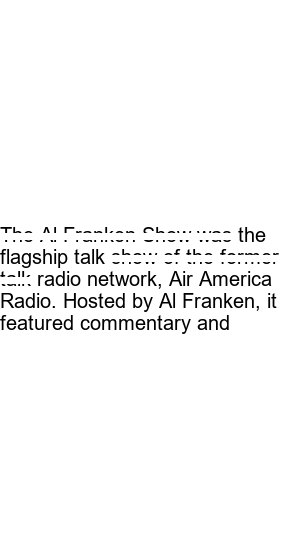 The Al Franken Show was the
flagship talk show of the former
talk radio network, Air America
Radio. Hosted by Al Franken, it
featured commentary and